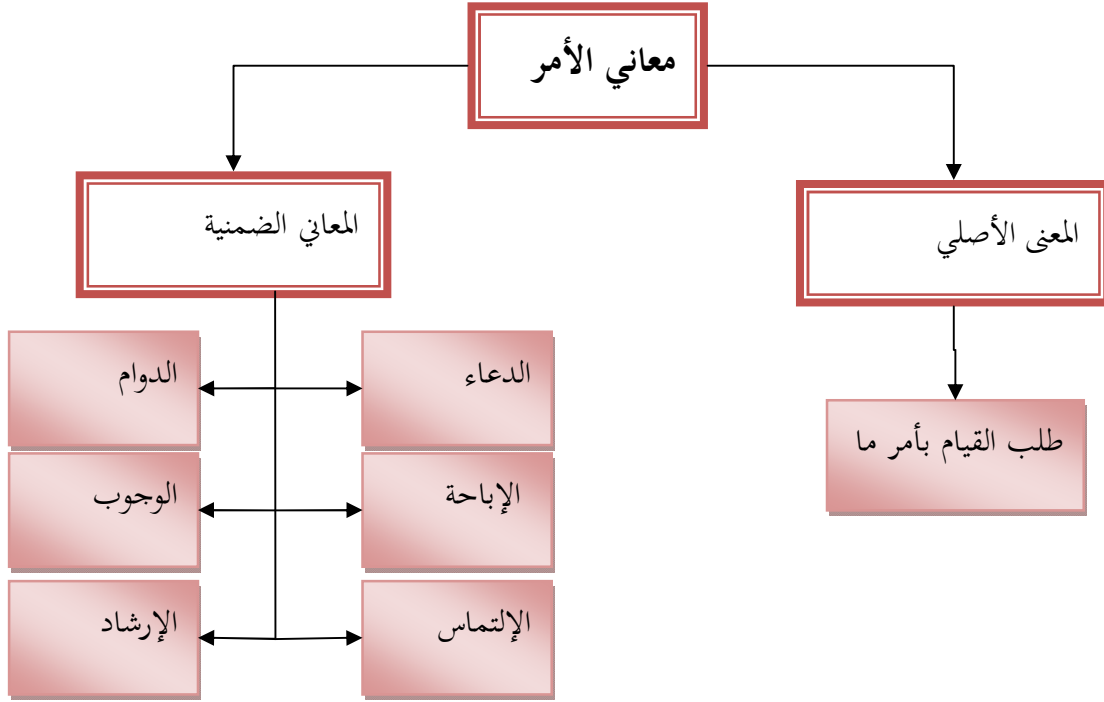 معاني الأمر
المعنى الأصلي
المعاني الضمنية
طلب القيام بأمر ما
الدعاء
الدوام
الإباحة
الوجوب
الإلتماس
الإرشاد